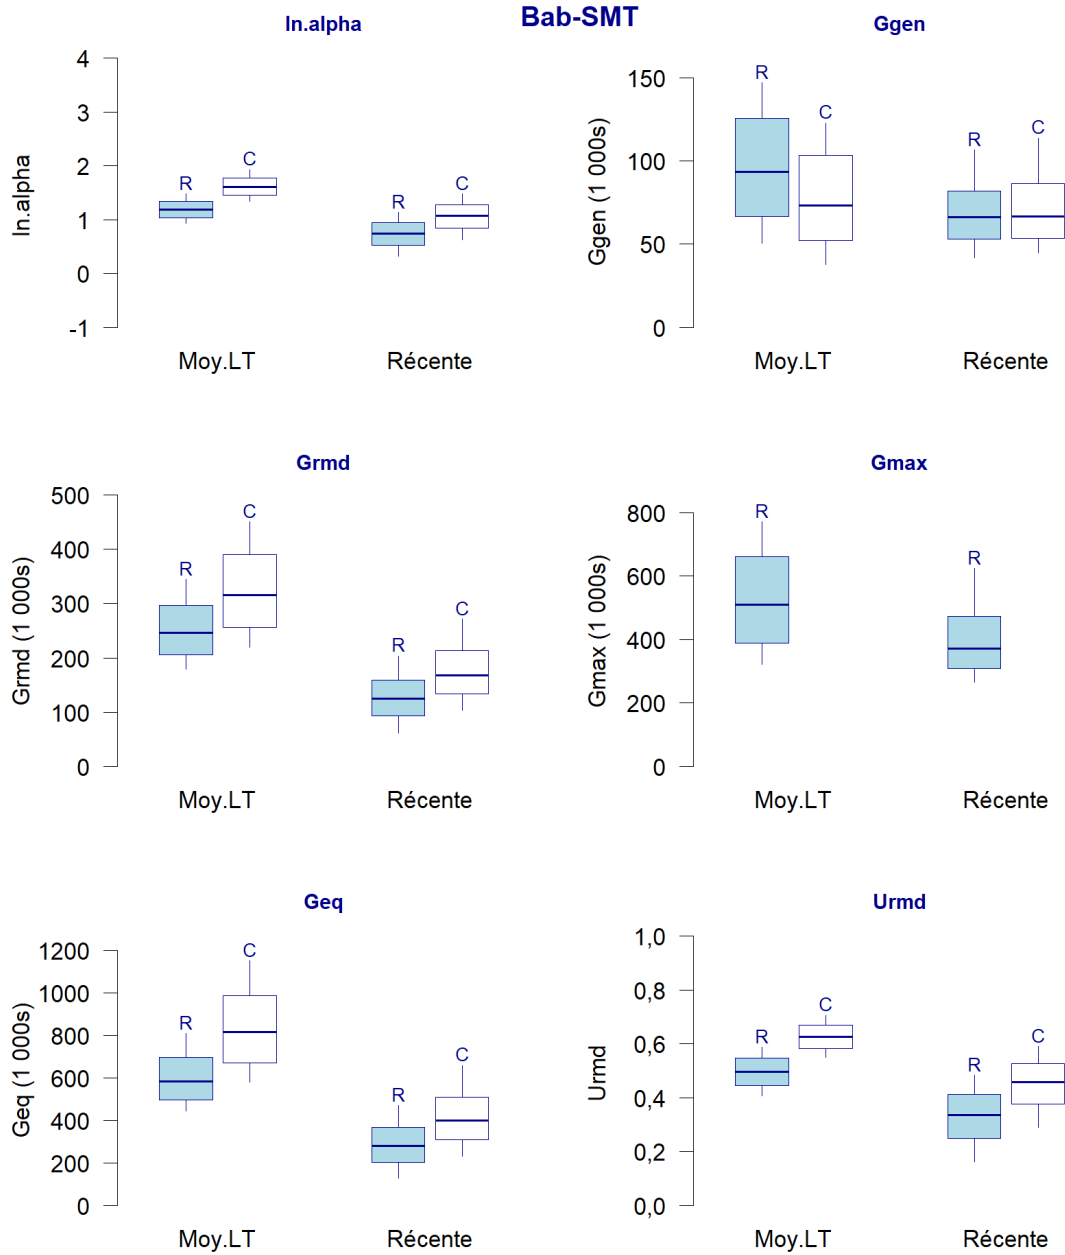 Bab-SMT
ln.alpha
ln.alpha
4
3
2
1
0
-1
R
C
R
C
Moy.LT
Récente
Ggen
Ggen (1 000s)
150
100
50
0
R
C
R
C
Moy.LT
Récente
Grmd
Grmd (1 000s)
500
400
300
200
100
0
R
C
R
C
Moy.LT
Récente
Gmax
Gmax (1 000s)
800
600
400
200
0
R
R
Moy.LT
Récente
Geq
Geq (1 000s)
1200
1000
800
600
400
200
0
R
C
R
C
Moy.LT
Récente
Urmd
Urmd
1,0
0,8
0,6
0,4
0,2
0,0
R
C
R
C
Moy.LT
Récente